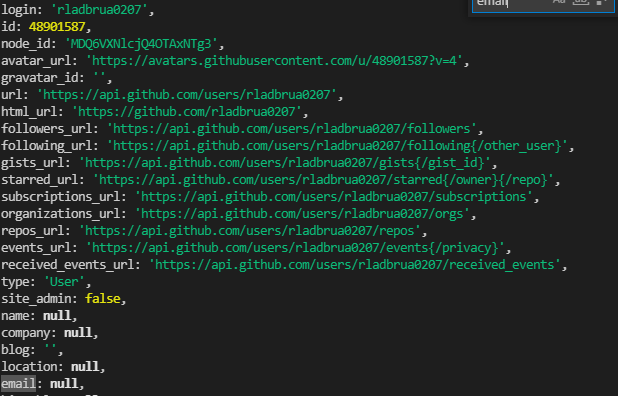 email
login: 'rladbrua0207',
id: 48901587,
node_id: 'MDQ6VXNlcjQ4OTAxNTg3',
avatar_url: 'https://avatars.githubusercontent.com/u/48901587?v=4',
gravatar_id: '',
url: 'https://api.github.com/users/rladbrua0207',
html_url: 'https://github.com/rladbrua0207',
followers_url: 'https://api.github.com/users/rladbrua0207/followers',
following_url: 'https://api.github.com/users/rladbrua0207/following{/other_user}',
gists_url: 'https://api.github.com/users/rladbrua0207/gists{/gist_id}',
starred_url: 'https://api.github.com/users/rladbrua0207/starred{/owner}{/repo}',
subscriptions_url: 'https://api.github.com/users/rladbrua0207/subscriptions',
organizations_url: 'https://api.github.com/users/rladbrua0207/orgs',
repos_url: 'https://api.github.com/users/rladbrua0207/repos',
events_url: 'https://api.github.com/users/rladbrua0207/events{/privacy}',
received_events_url: 'https://api.github.com/users/rladbrua0207/received_events',
type: 'User',
site_admin: false,
name: null,
company: null,
blog: '',
location: null,
email: null,